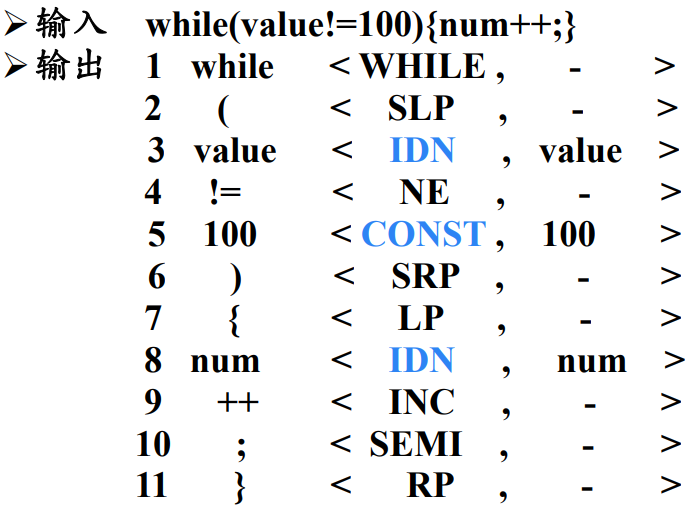 ➢输入 while(value!=100){num++;}
➢输出 1 while < WHILE , - >
2 ( < SLP , - >
3 value < IDN , value >
4 != < NE , - >
5 100 < CONST , 100 >
6 ) < SRP , - >
7 { < LP , - >
8 num < IDN , num >
9 ++ < INC , - >
10 ; < SEMI , - >
11 } < RP , - >